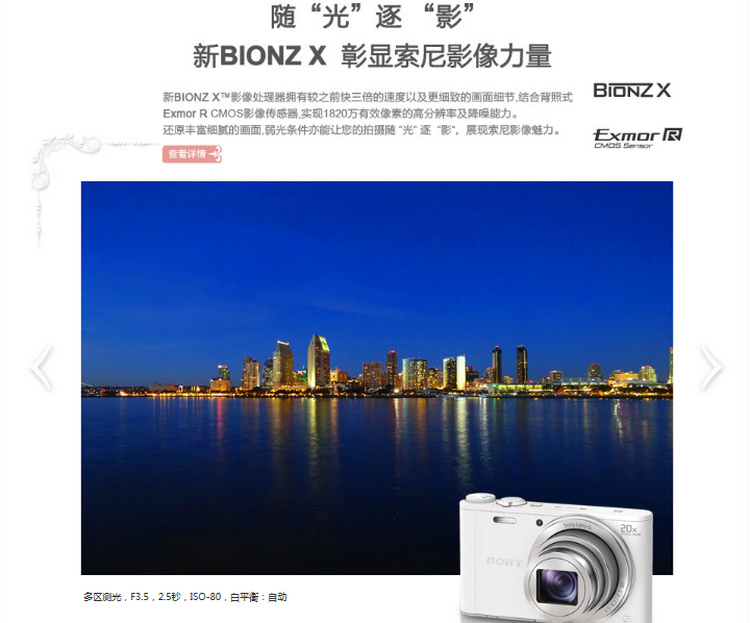 随“光”逐 “影”
新BIONZ X 彰显索尼影像力量
新BIONZ X™影像处理器拥有较之前快三倍的速度以及更细致的画面细节,结合背照式
Exmor R CMOS影像传感器,实现1820万有效像素的高分辨率及降噪能力。
还原丰富细腻的画面,弱光条件亦能让您的拍摄随 “光” 逐 “影”，展现索尼影像魅力。
BIONZ X
Exmor R
CMOS Sensor
查看详情
20x
SONY
多区测光，F3.5，2.5秒，ISO-80，白平衡：自动